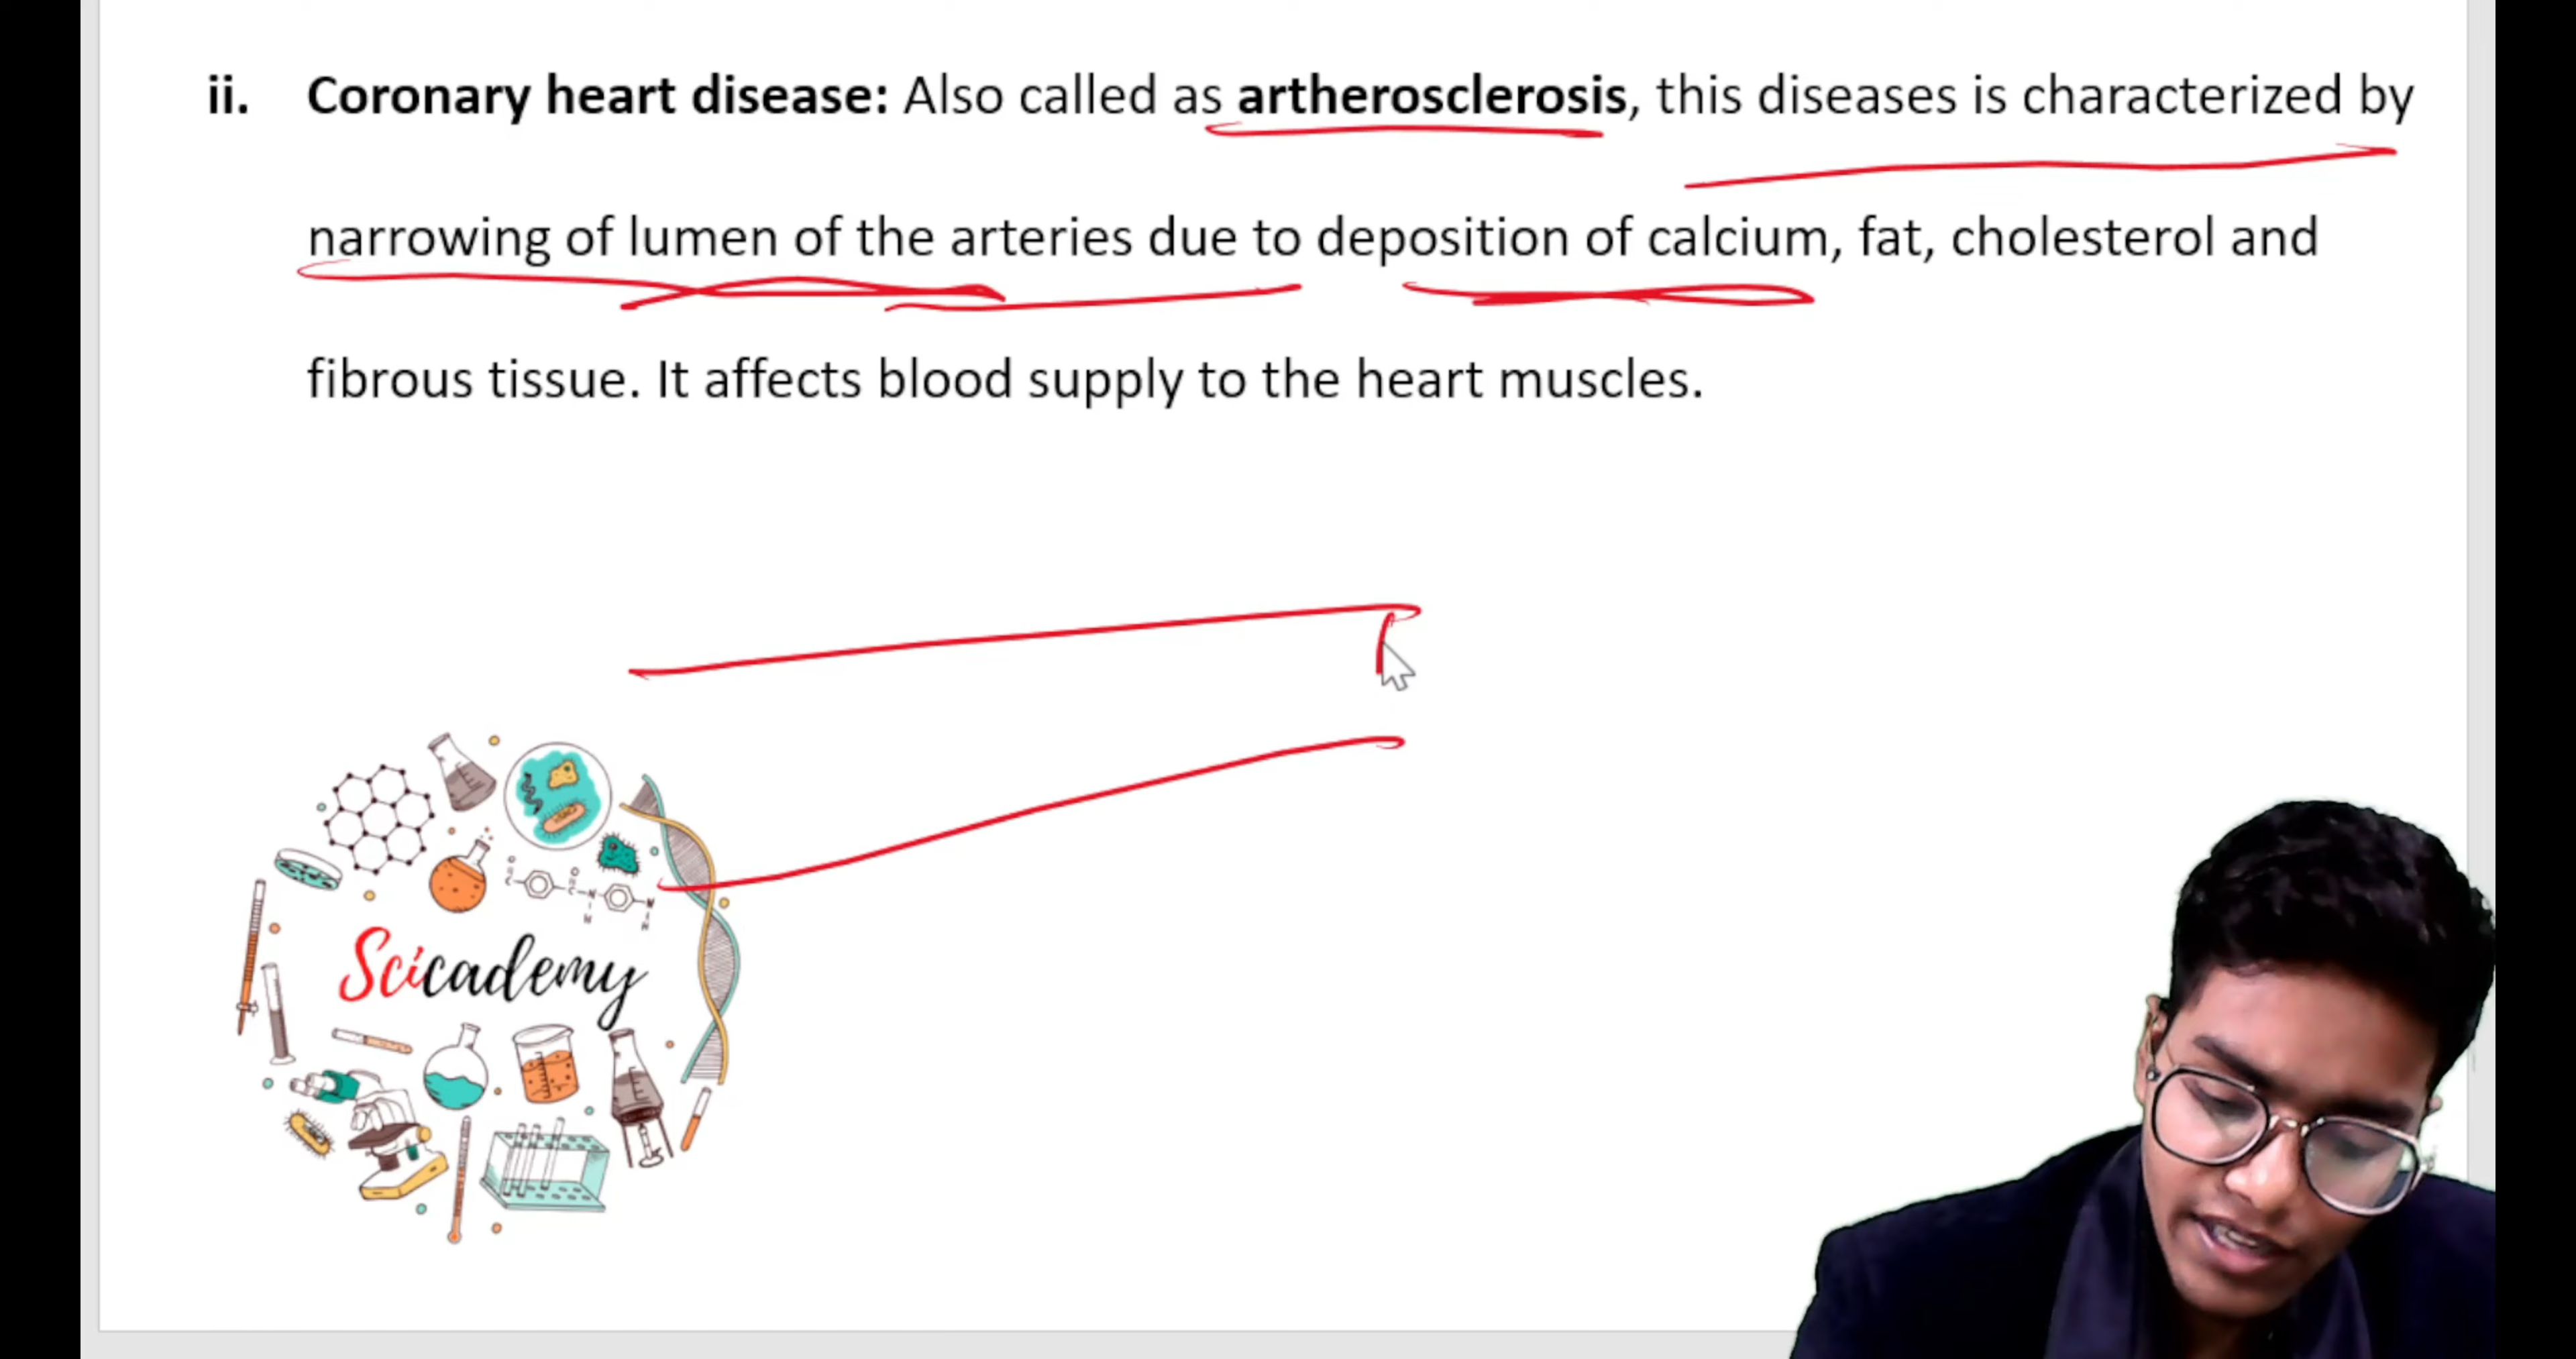 ii. Coronary heart disease: Also called as artherosclerosis, this diseases is characterized by
narrowing of lumen of the arteries due to deposition of calcium, fat, cholesterol and
fibrous tissue. It affects blood supply to the heart muscles.
Scicademy